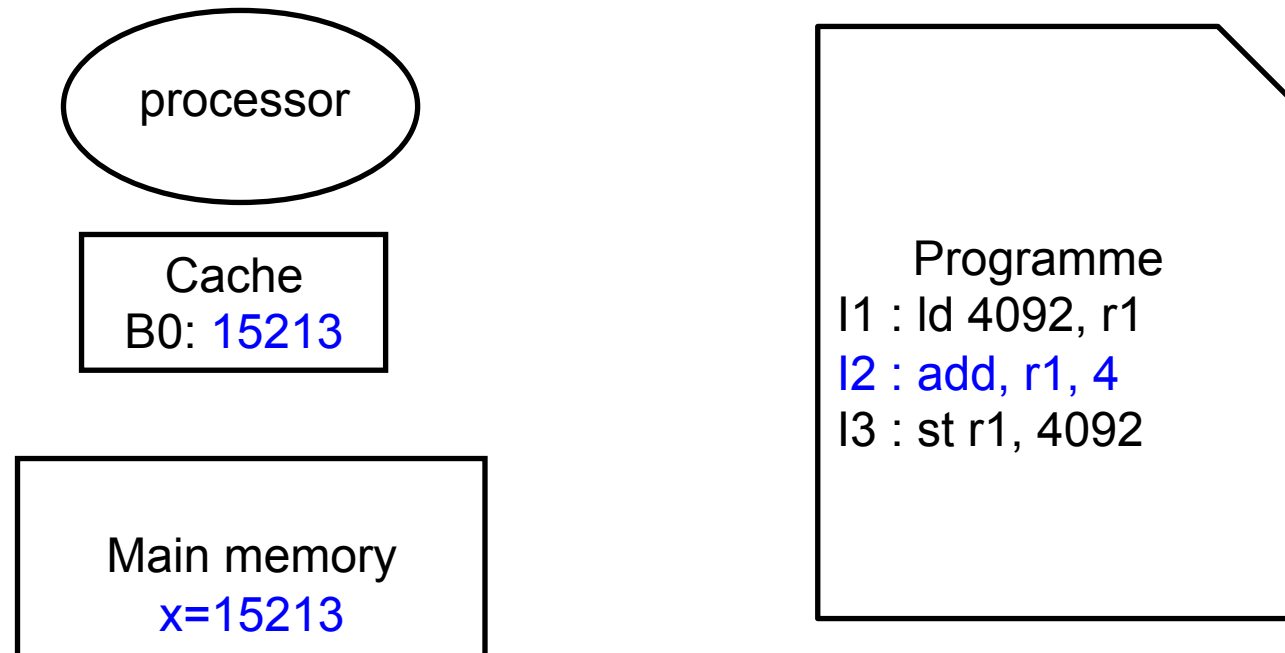 processor
Cache
B0: 15213
Main memory
x=15213
Programme
I1 : ld 4092, r1
I2 : add, r1, 4
I3 : st r1, 4092